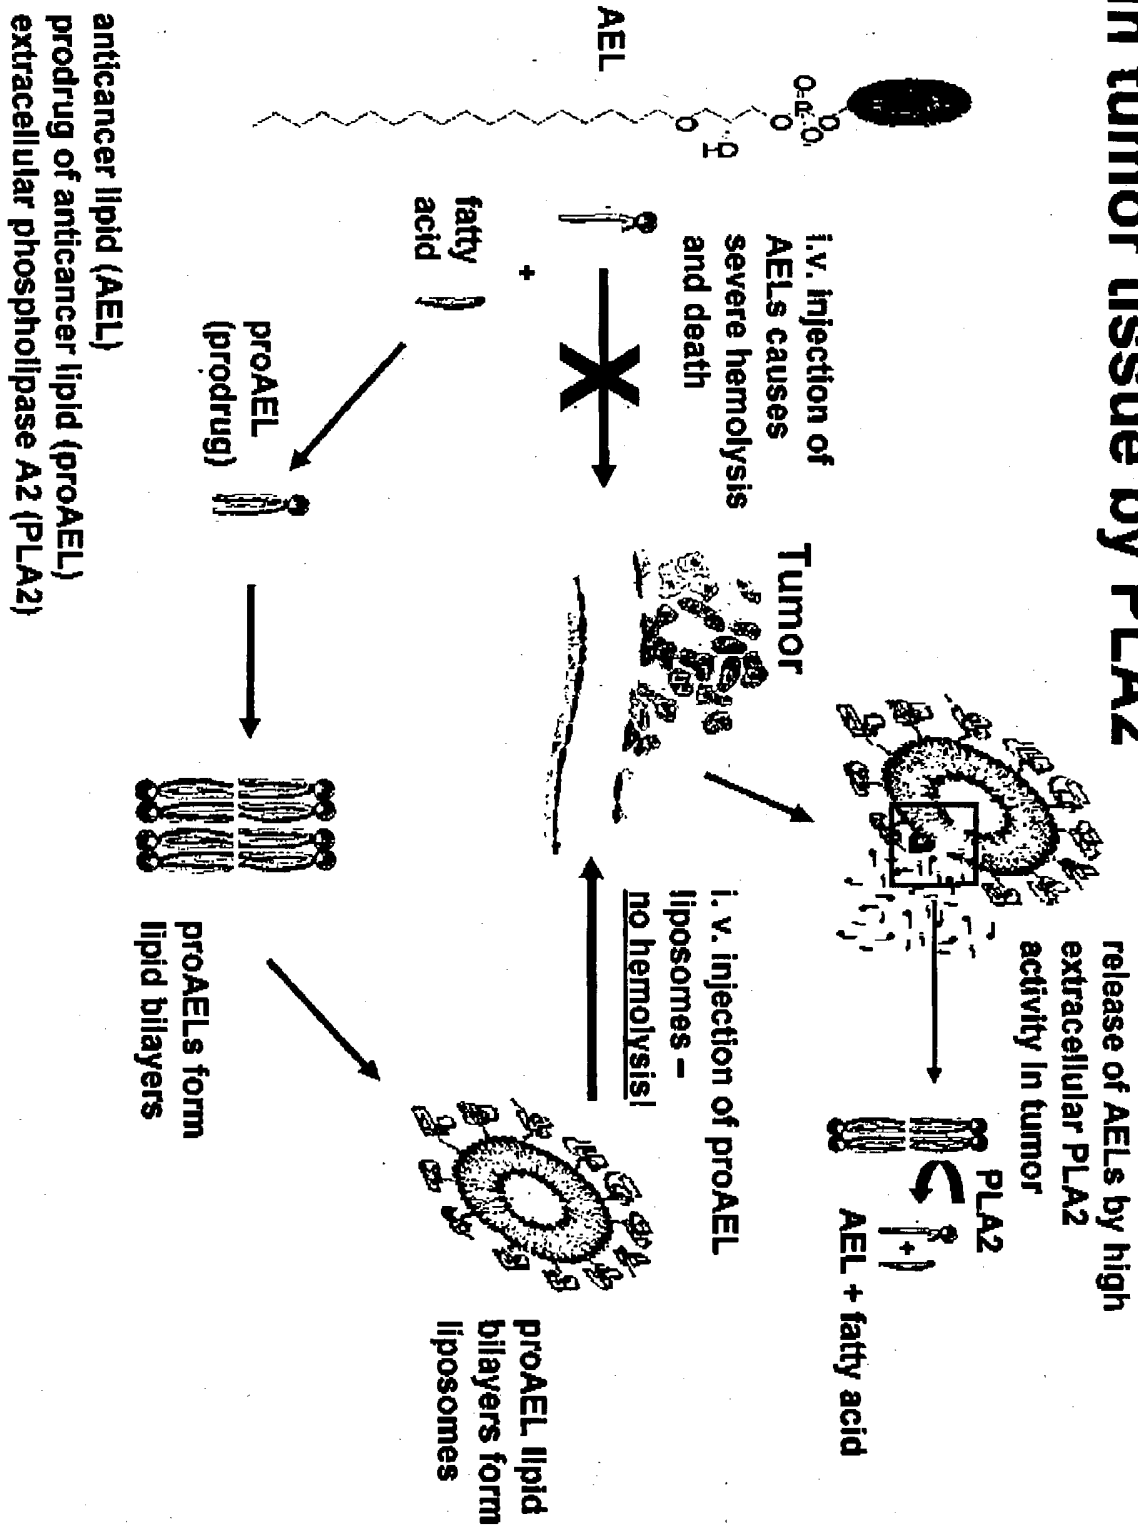 in tumor tissue by PLA2
AEL
i.v. injection of
AELs causes
severe hemolysis
and death
+
fatty
acid
proAEL
(prodrug)
Tumor
release of AELs by high
extracellular PLA2
activity in tumor
PLA2
+
AEL + fatty acid
i. v. injection of proAEL
liposomes –
no hemolysis!
proAELs form
lipid bilayers
proAEL lipid
bilayers form
liposomes
anticancer lipid (AEL)
prodrug of anticancer lipid (proAEL)
extracellular phospholipase A2 (PLA2)